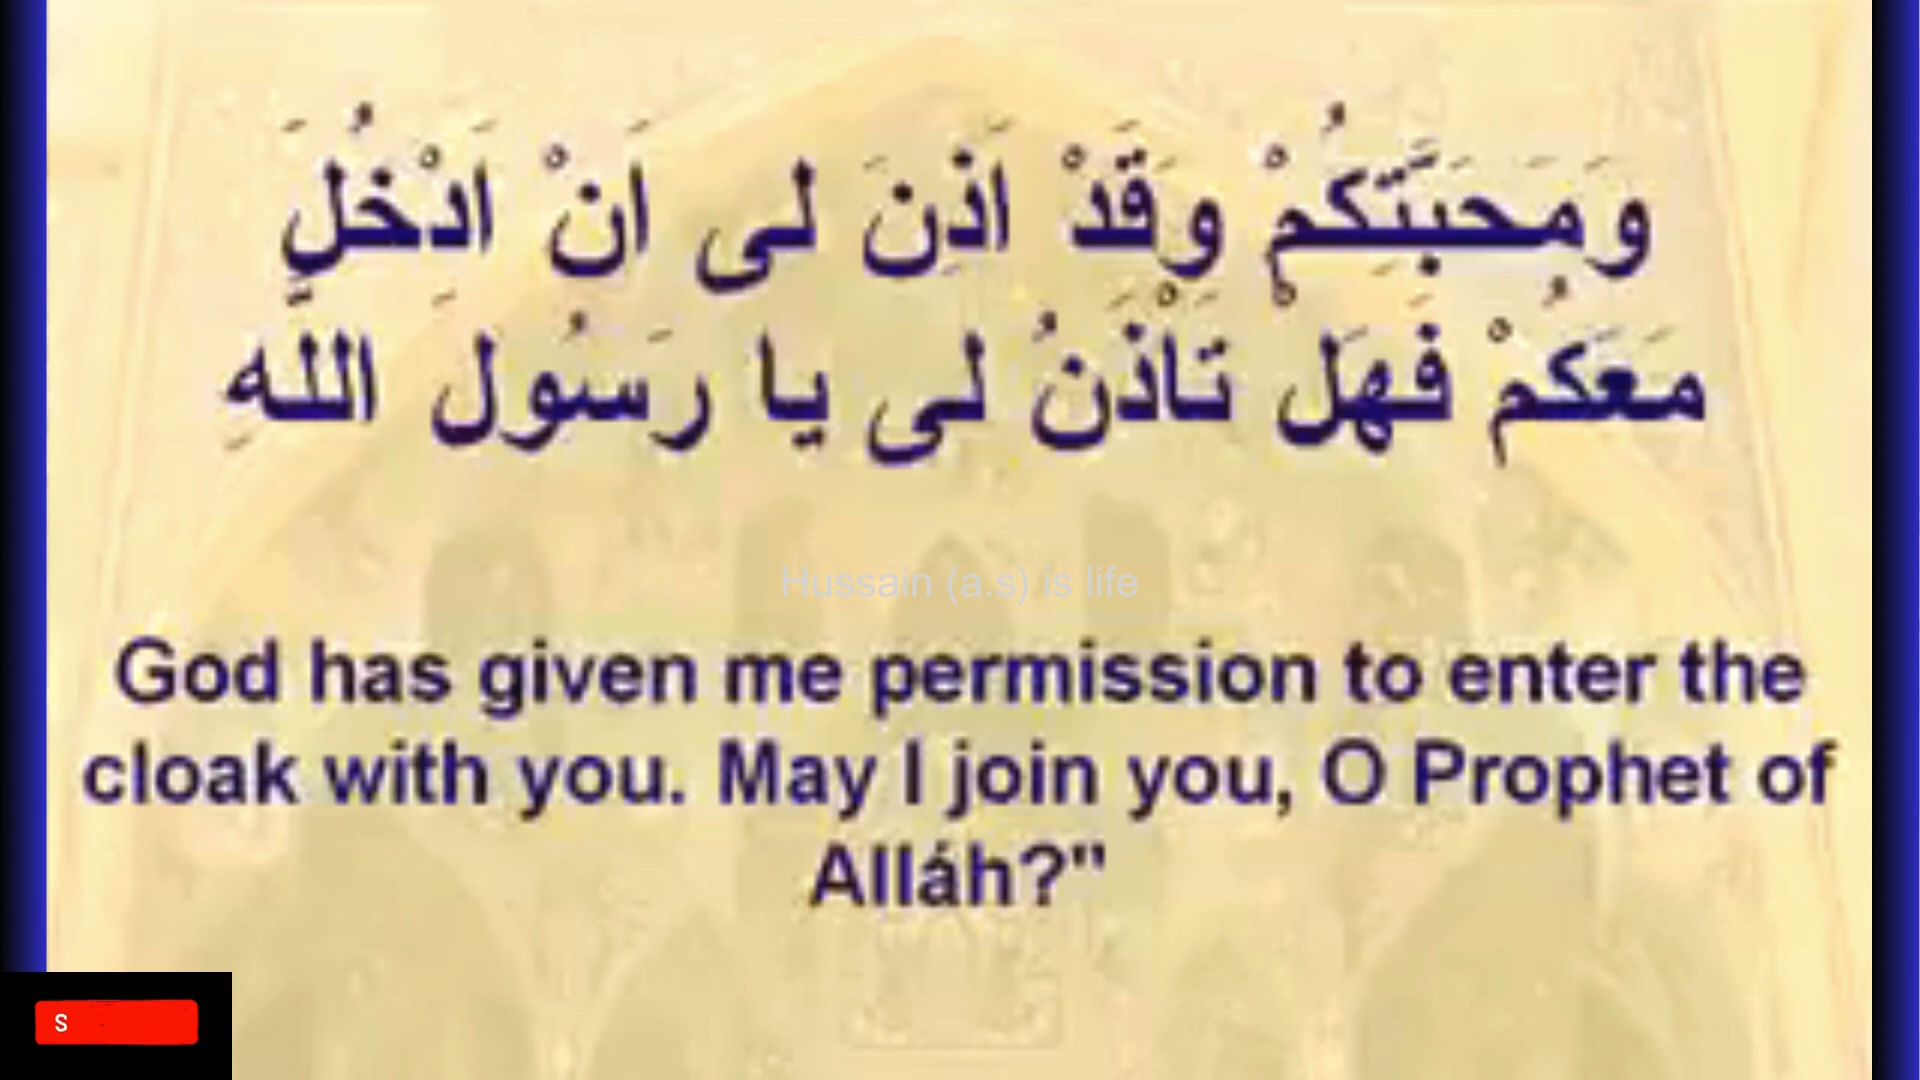 وَمَحَبَّتِكُمْ وَقَدْ اَذِنَ لى اَنْ اَدْخُلَ
مَعَكُمْ فَهَلْ تَاْذَنُ لى يا رَسُولَ اللَّهِ
Hussain (a.s) is life
God has given me permission to enter the
cloak with you. May I join you, O Prophet of
Alláh?"
S